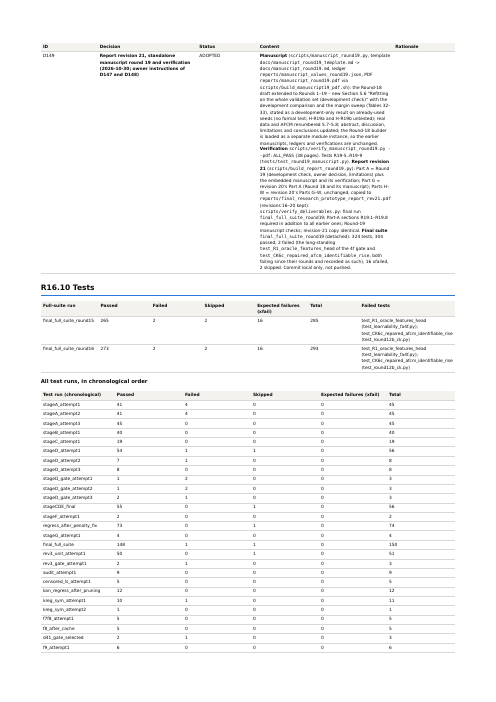 ID Decision Status Content Rationale
D149 Report revision 21, standalone manuscript round 19 and verification (2026-10-30; owner instructions of D147 and D148) ADOPTED
Manuscript (scripts/manuscript_round19.py, template
docs/manuscript_round19_template.md ->
docs/manuscript_round19.md, ledger
reports/manuscript_values_round19.json, PDF
reports/manuscript_round19.pdf via
scripts/build_manuscript19_pdf.sh): the Round-18
draft extended to Rounds 1-19 - new Section 5.6 "Refitting
on the whole validation set (development check)" with the
development comparison and the margin sweep (Tables 32-
33), stated as a development-only result on already-used
seeds (no formal test; H-R19a and H-R19b untested); real
data and AFCM renumbered 5.7-5.8; abstract, discussion,
limitations and conclusions updated; the Round-18 builder
is loaded as a separate module instance, so the earlier
manuscripts, ledgers and verifications are unchanged.
Verification scripts/verify_manuscript_round19.py -
-pdf: ALL_PASS (38 pages). Tests R19-5..R19-9
(tests/test_round19_manuscript.py). Report revision
21 (scripts/build_report_round19.py): Part A = Round
19 (development check, owner decision, limitations) plus
the embedded manuscript and its verification; Part G =
revision 20's Part A (Round 18 and its manuscript); Parts H-
W = revision 20's Parts G-W, unchanged, copied to
reports/final_research_prototype_report_rev21.pdf
(revisions 16-20 kept).
scripts/verify_deliverables.py: final run
final_full_suite_round19; Part-A sections R19.1-R19.8
required in addition to all earlier ones; Round-19
manuscript checks; revision-21 copy identical. Final suite
final_full_suite_round19 (detached): 324 tests, 304
passed, 2 failed (the long-standing
test_R1_oracle_features_head of the 4f gate and
test_CK6c_repaired_afcm_identifiable_rise, both
failing since their rounds and recorded as such), 16 xfailed,
2 skipped. Commit local only, not pushed.
R16.10 Tests
Full-suite run Passed Failed Skipped Expected failures (xfail) Total Failed tests
final_full_suite_round15 265 2 2 16 285 test_R1_oracle_features_head (test_learnability_fast.py); test_CK6c_repaired_afcm_identifiable_rise (test_round12b_ck.py)
final_full_suite_round16 273 2 2 16 293 test_R1_oracle_features_head (test_learnability_fast.py); test_CK6c_repaired_afcm_identifiable_rise (test_round12b_ck.py)
All test runs, in chronological order
Test run (chronological) Passed Failed Skipped Expected failures (xfail) Total
stageA_attempt1 41 4 0 0 45
stageA_attempt2 41 4 0 0 45
stageA_attempt3 45 0 0 0 45
stageB_attempt1 40 0 0 0 40
stageC_attempt1 19 0 0 0 19
stageD_attempt1 54 1 1 0 56
stageD_attempt2 7 1 0 0 8
stageD_attempt3 8 0 0 0 8
stageD_gate_attempt1 1 2 0 0 3
stageD_gate_attempt2 1 2 0 0 3
stageD_gate_attempt3 2 1 0 0 3
stageCDE_final 55 0 1 0 56
stageF_attempt1 2 0 0 0 2
regress_after_penalty_fix 73 0 1 0 74
stageG_attempt1 4 0 0 0 4
final_full_suite 148 1 1 0 150
rev3_unit_attempt1 50 0 1 0 51
rev3_gate_attempt1 2 1 0 0 3
audit_attempt1 9 0 0 0 9
censored_ls_attempt1 5 0 0 0 5
kan_regress_after_pruning 12 0 0 0 12
kreg_sym_attempt1 10 1 0 0 11
kreg_sym_attempt2 1 0 0 0 1
f7f8_attempt1 5 0 0 0 5
f9_after_cache 5 0 0 0 5
d41_gate_selected 2 1 0 0 3
f9_attempt1 6 0 0 0 6